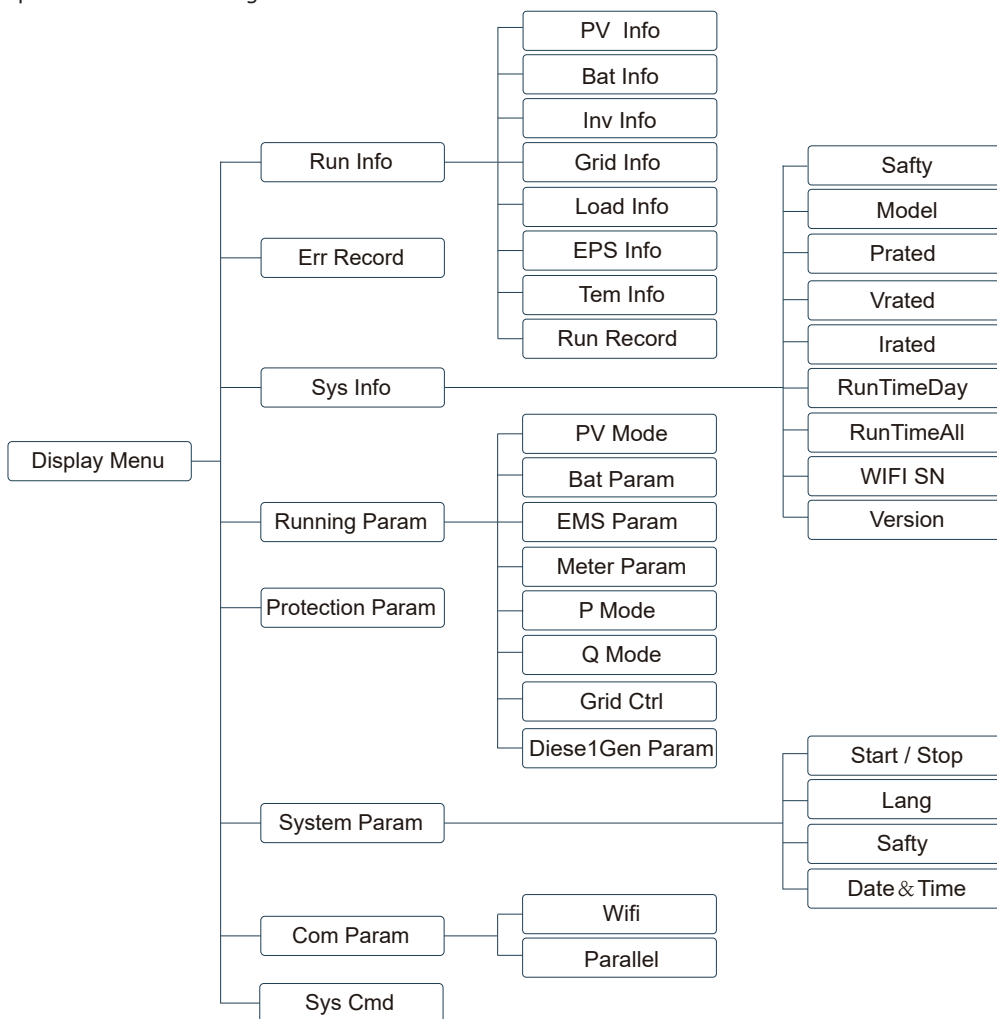 PV Info
Bat Info
Inv Info
Run Info
Grid Info
Safty
Load Info
Model
Err Record
EPS Info
Prated
Tem Info
Vrated
Run Record
Irated
Sys Info
RunTimeDay
PV Mode
RunTimeAll
Display Menu
Bat Param
WIFI SN
Running Param
EMS Param
Version
Meter Param
Protection Param
P Mode
Q Mode
Grid Ctrl
Diese1Gen Param
Start / Stop
Lang
System Param
Safty
Date&Time
Wifi
Com Param
Parallel
Sys Cmd